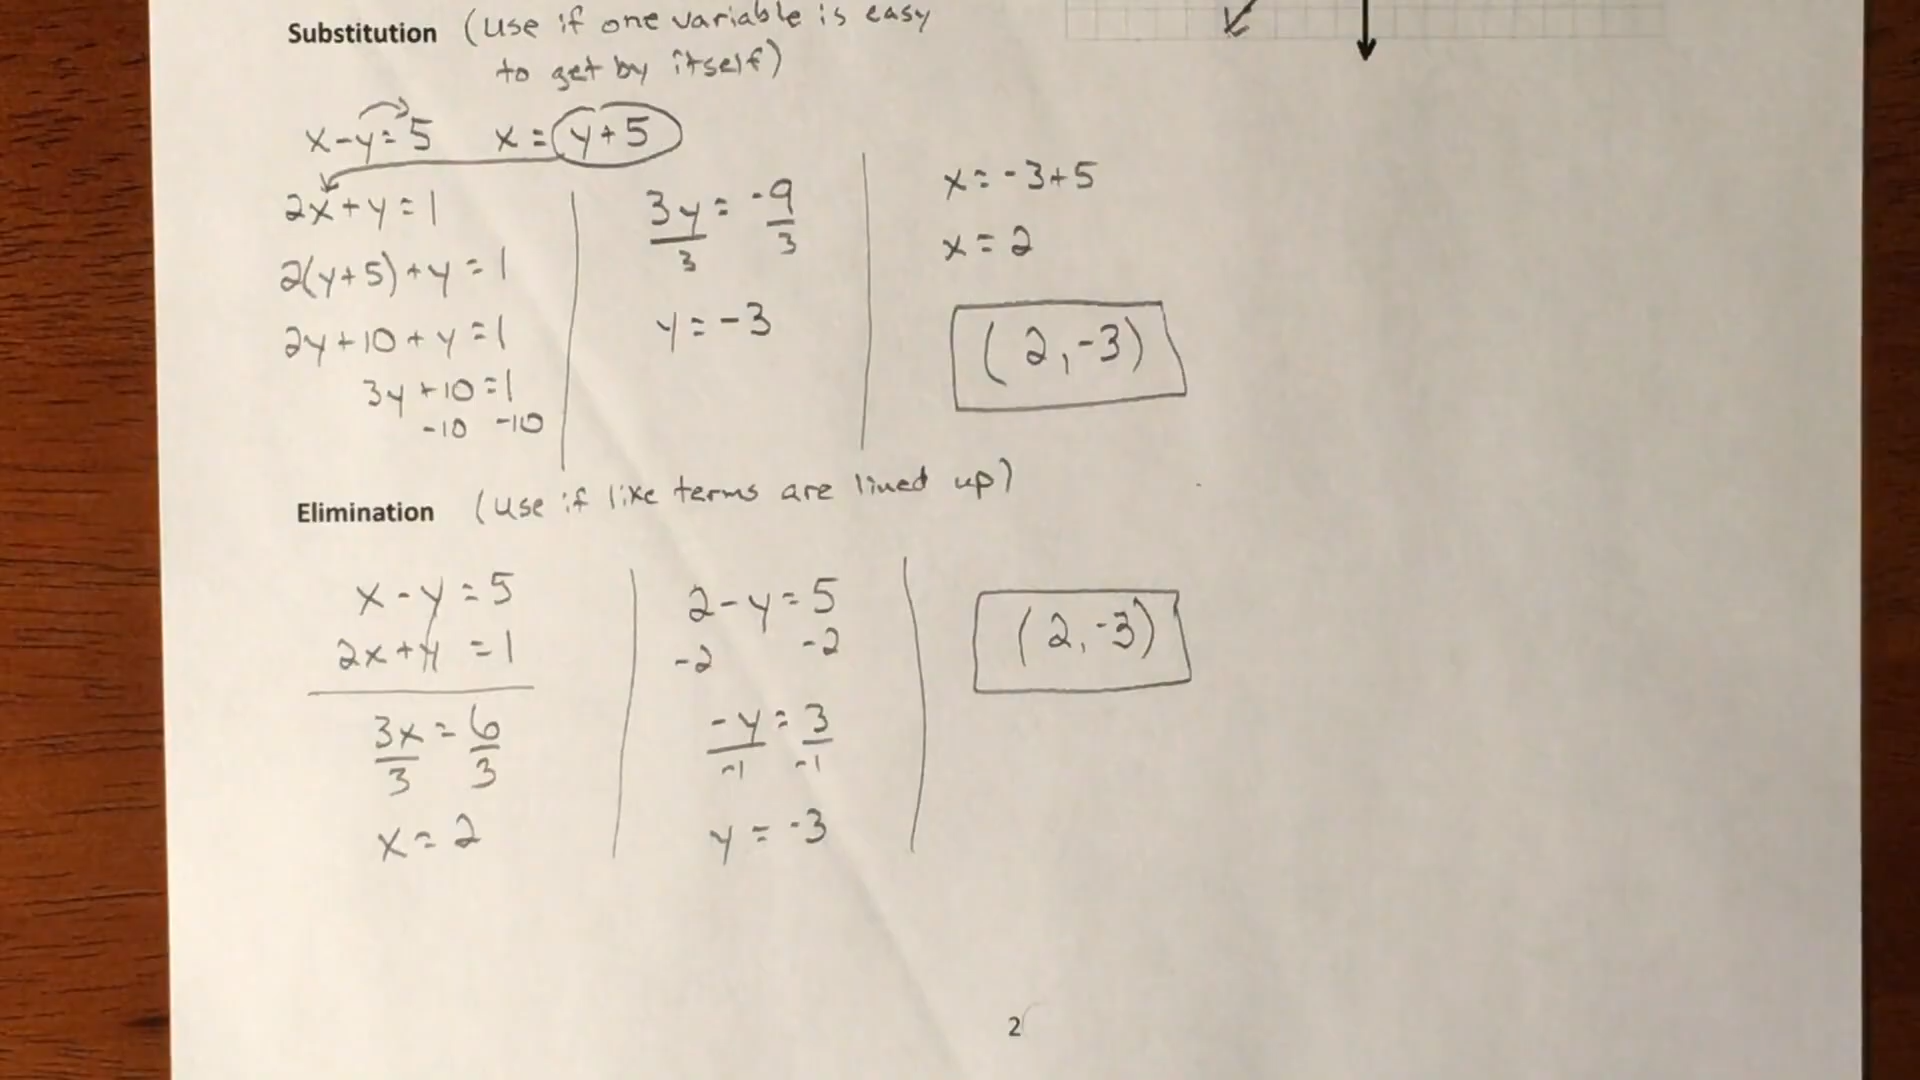 Substitution (use if one variable is easy
to get by itself)
x-y=5 x = y+5
2x+y=1
2(y+5)+y=1
2y+10+y=1
3y+10=1
-10 -10
3y = -9
3 3
y=-3
x=-3+5
x=2
(2,-3)
Elimination (use if like terms are lined up)
x-y=5
2x+y=1
3x=6
3 3
x=2
2-y=5
-2 -2
-y=3
-1 -1
y=-3
(2,-3)
2